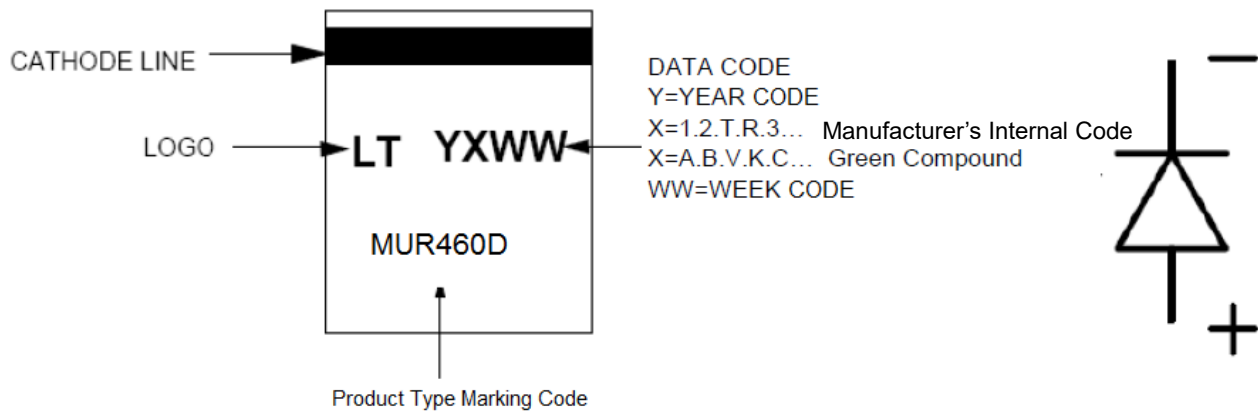 CATHODE LINE
LOGO
LT YXWW
MUR460D
Product Type Marking Code
DATA CODE
Y=YEAR CODE
X=1.2.T.R.3... Manufacturer's Internal Code
X=A.B.V.K.C... Green Compound
WW=WEEK CODE
−
+